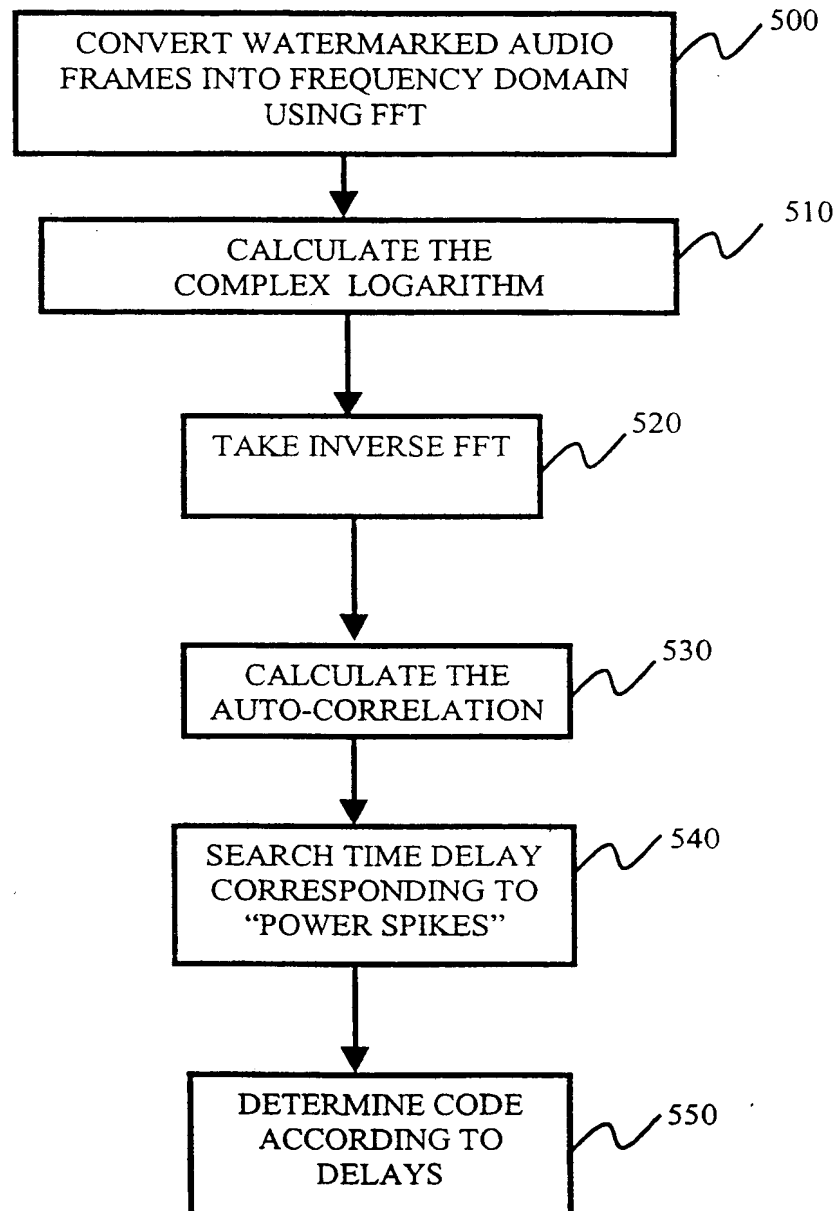 500
CONVERT WATERMARKED AUDIO
FRAMES INTO FREQUENCY DOMAIN
USING FFT
510
CALCULATE THE
COMPLEX LOGARITHM
520
TAKE INVERSE FFT
530
CALCULATE THE
AUTO-CORRELATION
540
SEARCH TIME DELAY
CORRESPONDING TO
“POWER SPIKES”
550
DETERMINE CODE
ACCORDING TO
DELAYS